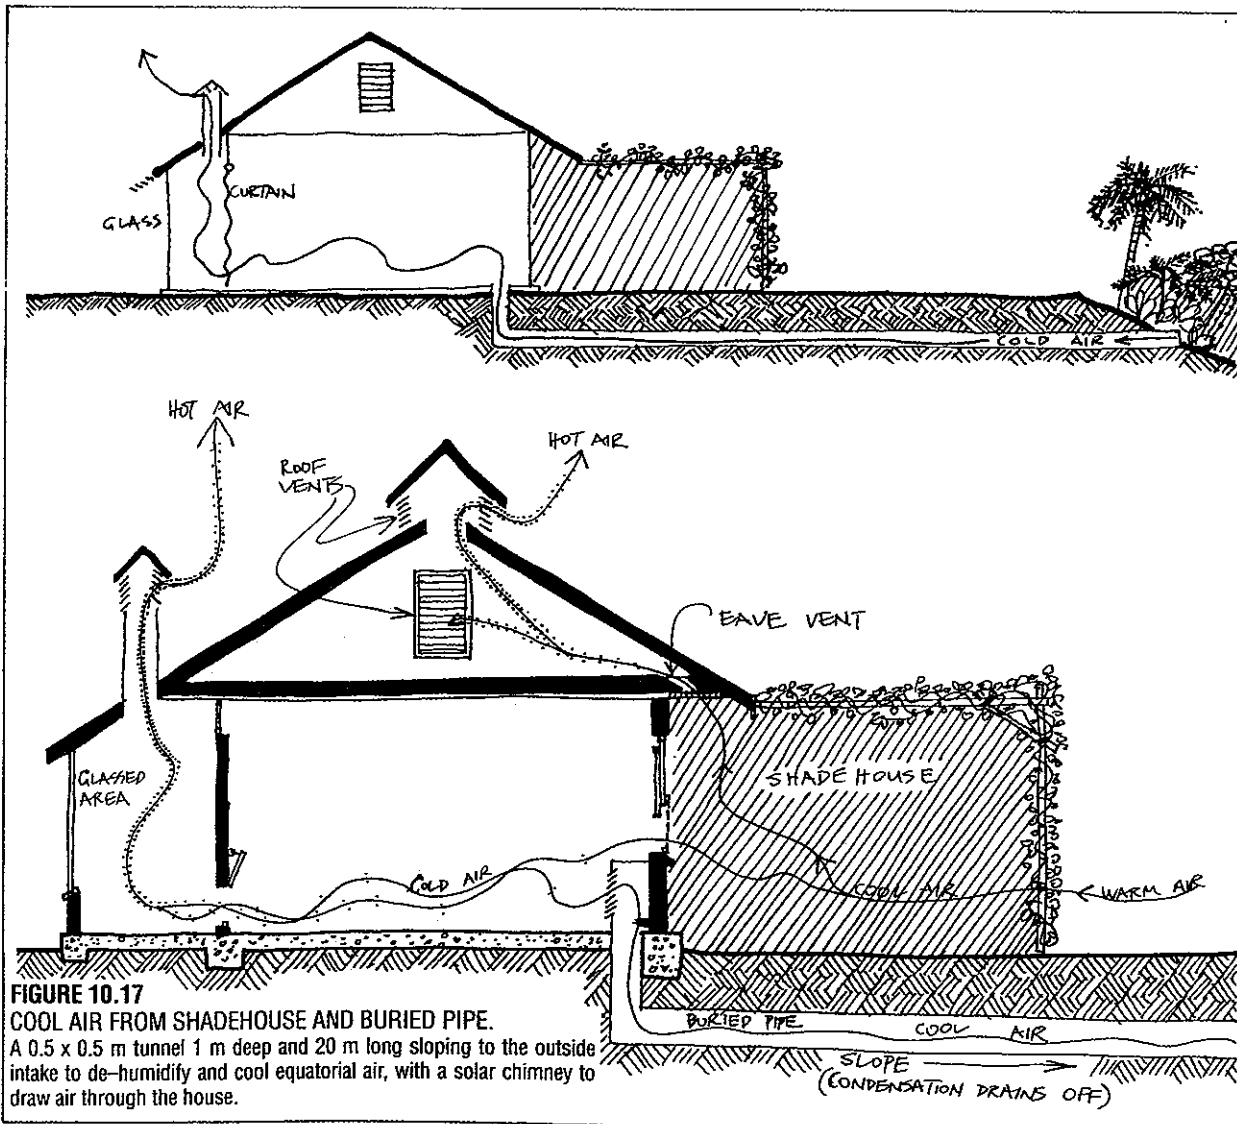 CURTAIN
GLASS
COLD AIR
HOT AIR
HOT AIR
ROOF
VENTS
EAVE VENT
GLASSED
AREA
SHADEHOUSE
COLD AIR
COOL AIR
WARM AIR
BURIED PIPE
COOL AIR
SLOPE
(CONDENSATION DRAINS OFF)
FIGURE 10.17
COOL AIR FROM SHADEHOUSE AND BURIED PIPE.
A 0.5 x 0.5 m tunnel 1 m deep and 20 m long sloping to the outside
intake to de-humidify and cool equatorial air, with a solar chimney to
draw air through the house.